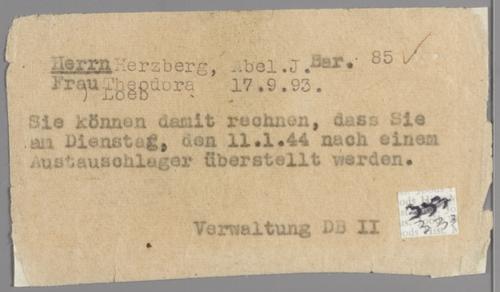 Herrn Herzberg, Abel.J. Bar. 85 ✓
Frau Theodora 17.9.93.
) Loeb
Sie können damit rechnen, dass Sie
am Dienstag, den 11.1.44 nach einem
Austauschlager überstellt werden.
Verwaltung DB II